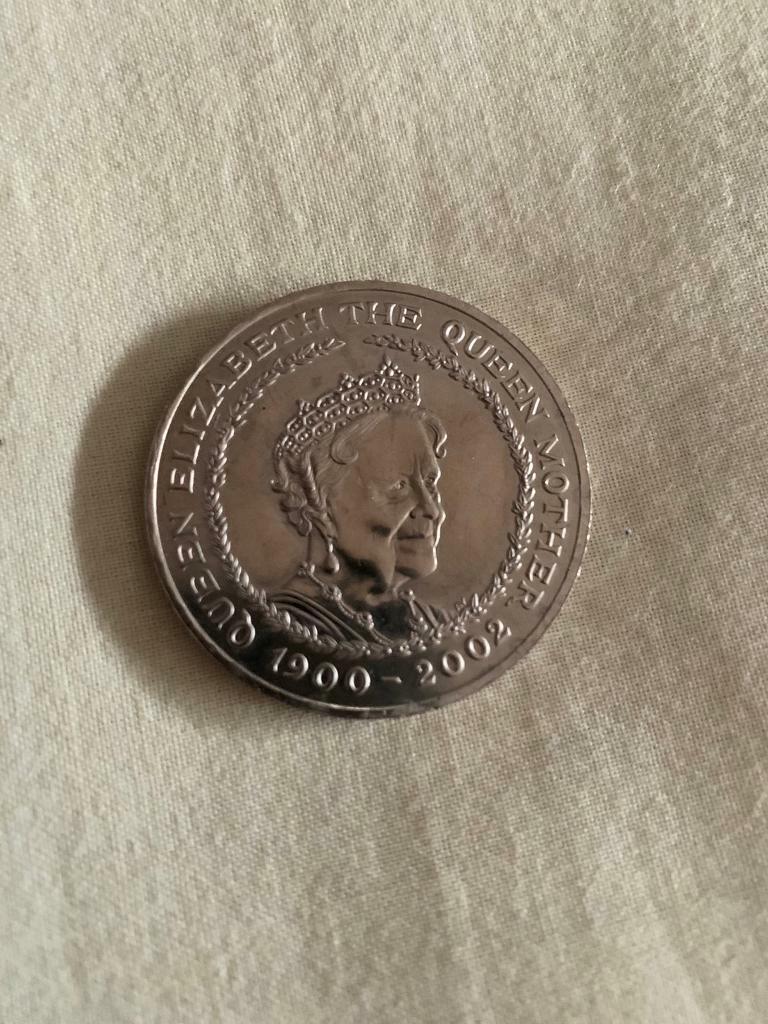 QUEEN ELIZABETH THE QUEEN MOTHER
1900 - 2002